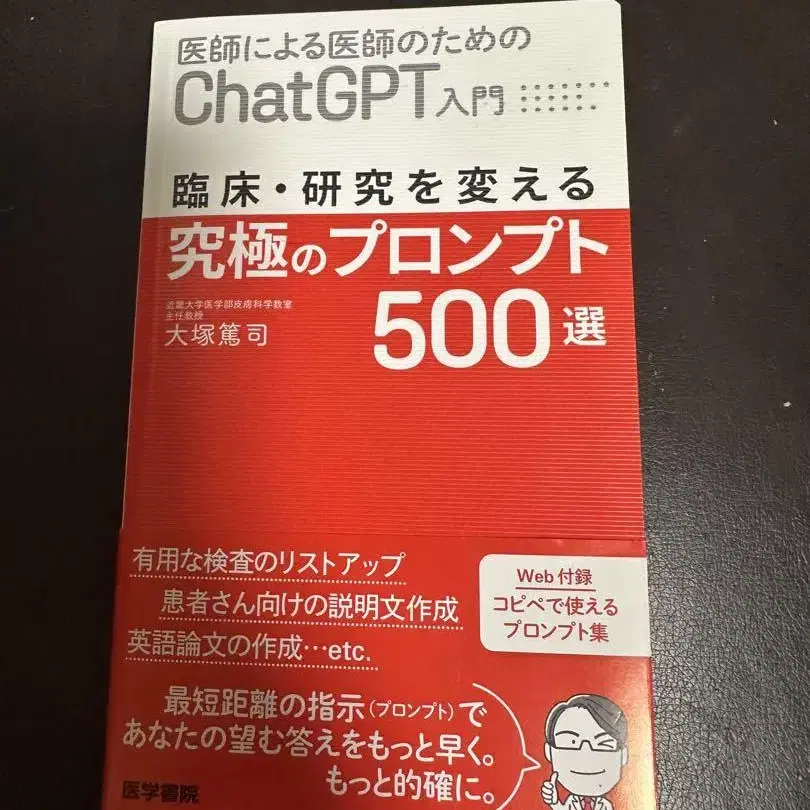 医師による医師のための
ChatGPT入門
臨床・研究を変える
究極のプロンプト
500選
近畿大学医学部皮膚科学教室
主任教授
大塚篤司
有用な検査のリストアップ
患者さん向けの説明文作成
英語論文の作成…etc.
Web付録
コピペで使える
プロンプト集
最短距離の指示(プロンプト)で
あなたの望む答えをもっと早く。
もっと的確に。
医学書院